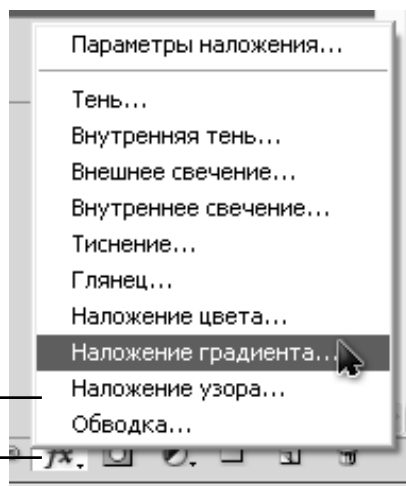 Параметры наложения...
Тень...
Внутренняя тень...
Внешнее свечение...
Внутреннее свечение...
Тиснение...
Глянец...
Наложение цвета...
Наложение градиента...
Наложение узора...
Обводка...
fx.